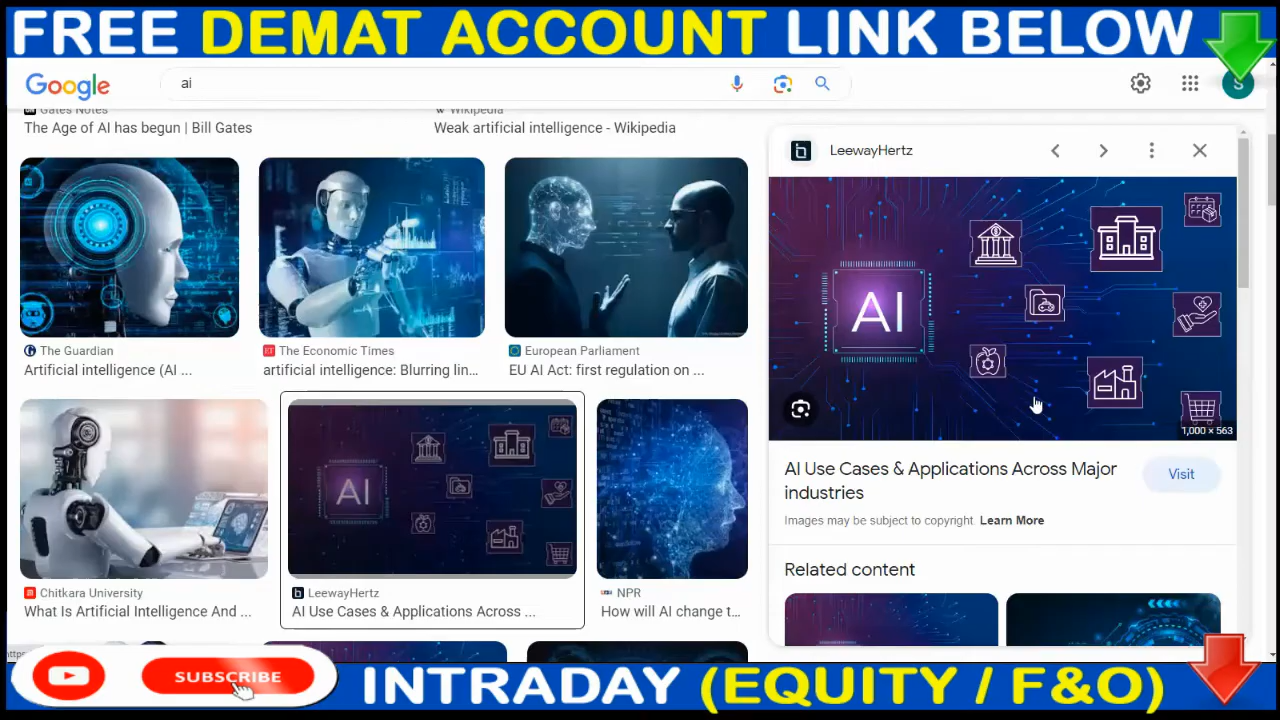 FREE DEMAT ACCOUNT LINK BELOW
Google
ai
S
Gates Notes
The Age of AI has begun | Bill Gates
Wikipedia
Weak artificial intelligence - Wikipedia
The Guardian
Artificial intelligence (AI ...
ET The Economic Times
artificial intelligence: Blurring lin...
European Parliament
EU AI Act: first regulation on ...
Chitkara University
What Is Artificial Intelligence And ...
AI
LeewayHertz
AI Use Cases & Applications Across ...
NPR
How will AI change t...
LeewayHertz
AI
1,000 × 563
AI Use Cases & Applications Across Major
industries
Visit
Images may be subject to copyright. Learn More
Related content
SUBSCRIBE
INTRADAY (EQUITY / F&O)